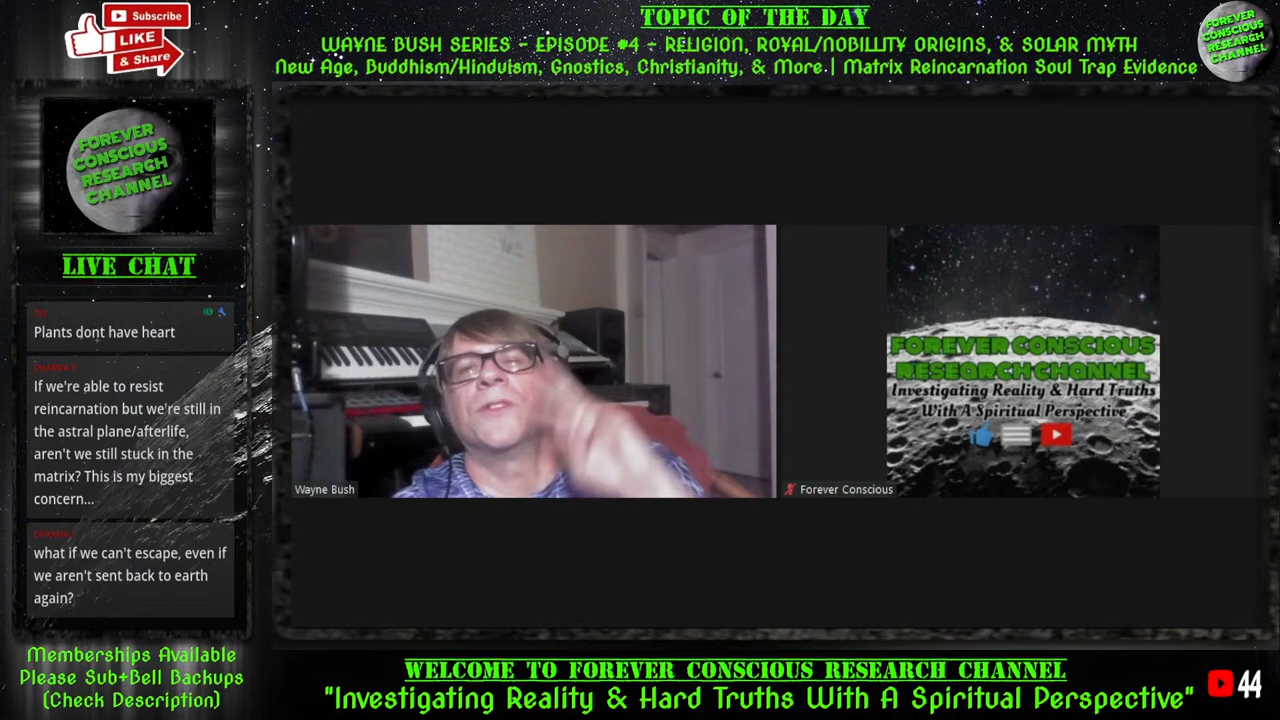 Subscribe
LIKE
& Share
TOPIC OF THE DAY
WAYNE BUSH SERIES - EPISODE #4 - RELIGION, ROYAL/NOBILLITY ORIGINS, & SOLAR MYTH
New Age, Buddhism/Hinduism, Gnostics, Christianity, & More | Matrix Reincarnation Soul Trap Evidence
FOREVER
CONSCIOUS
RESEARCH
CHANNEL
FOREVER
CONSCIOUS
RESEARCH
CHANNEL
LIVE CHAT
TEE
Plants dont have heart
If we're able to resist
reincarnation but we're still in
the astral plane/afterlife,
aren't we still stuck in the
matrix? This is my biggest
concern...
what if we can't escape, even if
we aren't sent back to earth
again?
Wayne Bush
FOREVER CONSCIOUS
RESEARCH CHANNEL
Investigating Reality & Hard Truths
With A Spiritual Perspective
Forever Conscious
Memberships Available
Please Sub+Bell Backups
(Check Description)
WELCOME TO FOREVER CONSCIOUS RESEARCH CHANNEL
"Investigating Reality & Hard Truths With A Spiritual Perspective"
44